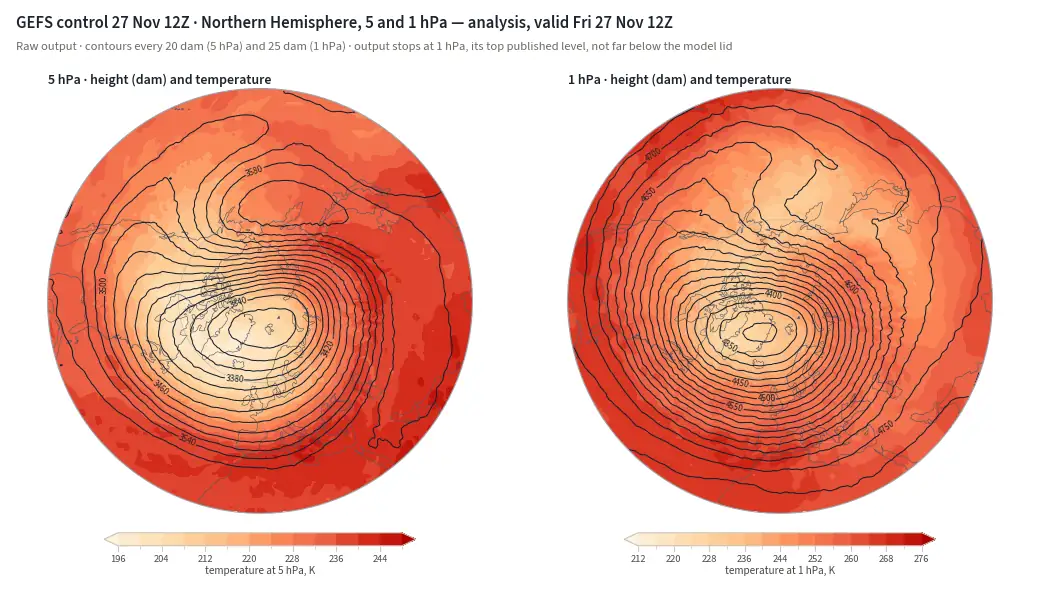 GEFS control 27 Nov 12Z · Northern Hemisphere, 5 and 1 hPa — analysis, valid Fri 27 Nov 12Z
Raw output · contours every 20 dam (5 hPa) and 25 dam (1 hPa) · output stops at 1 hPa, its top published level, not far below the model lid
5 hPa · height (dam) and temperature
1 hPa · height (dam) and temperature
3580
3500
3420
3380
3460
3540
4700
4650
4600
4400
4350
4450
4500
4550
4750
196 204 212 220 228 236 244
temperature at 5 hPa, K
212 220 228 236 244 252 260 268 276
temperature at 1 hPa, K